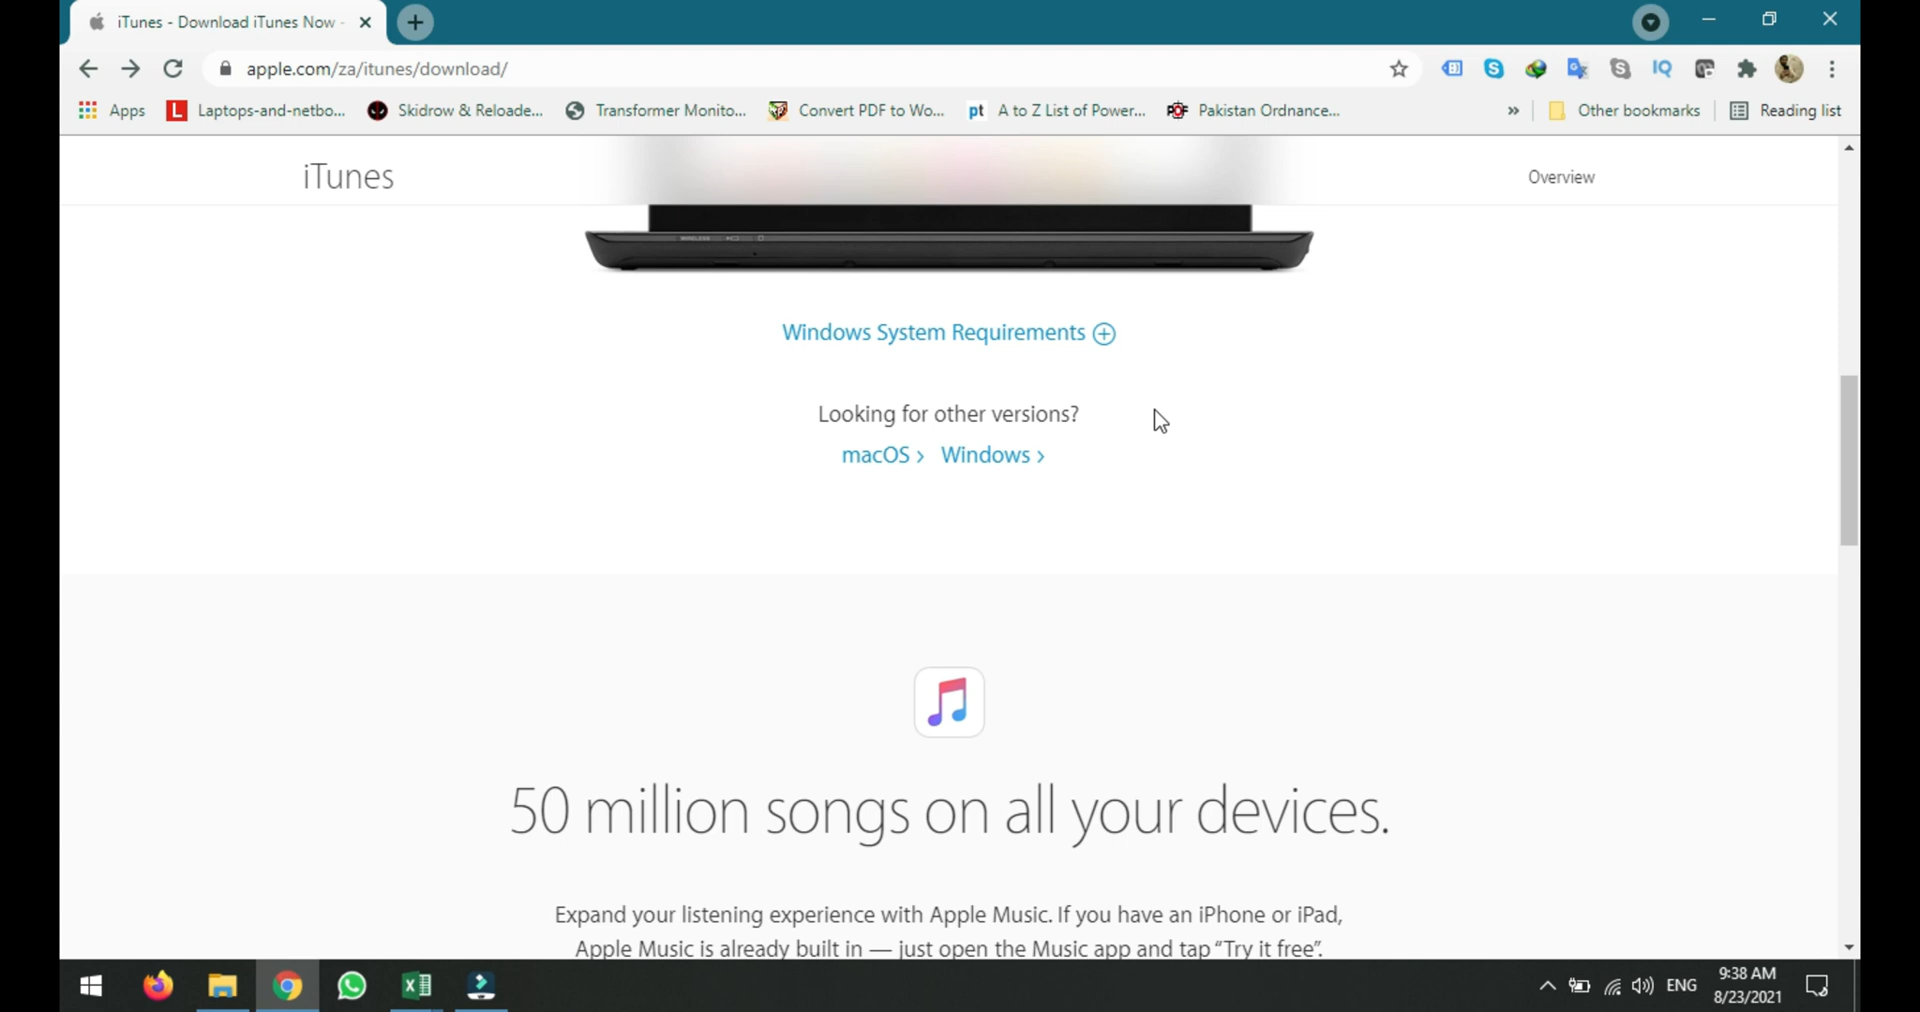 iTunes - Download iTunes Now -
apple.com/za/itunes/download/
Apps
L
Laptops-and-netbo...
Skidrow & Reloade...
Transformer Monito...
Convert PDF to Wo...
pt
A to Z List of Power...
Pakistan Ordnance...
»
Other bookmarks
Reading list
iTunes
Overview
WIRELESS
Windows System Requirements
Looking for other versions?
macOS › Windows ›
50 million songs on all your devices.
Expand your listening experience with Apple Music. If you have an iPhone or iPad,
Apple Music is already built in — just open the Music app and tap “Try it free”.
ENG
9:38 AM
8/23/2021